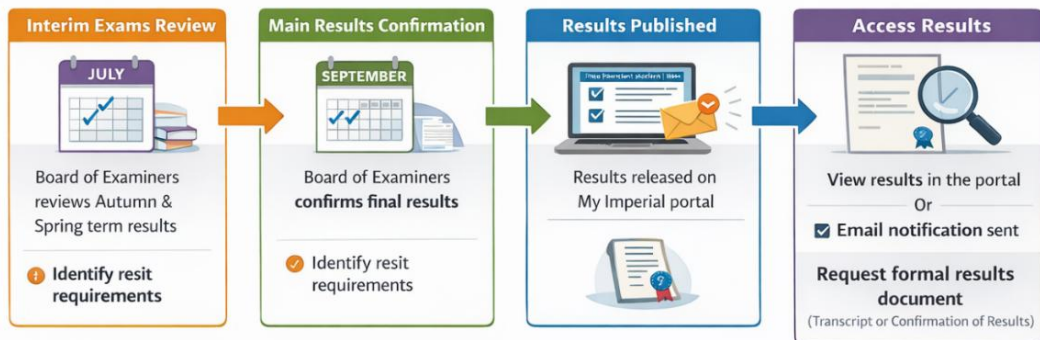 Interim Exams Review
JULY
Board of Examiners
reviews Autumn &
Spring term results
Identify resit
requirements
Main Results Confirmation
SEPTEMBER
Board of Examiners
confirms final results
Identify resit
requirements
Results Published
Results released on
My Imperial portal
Access Results
View results in the portal
Or
Email notification sent
Request formal results
document
(Transcript or Confirmation of Results)